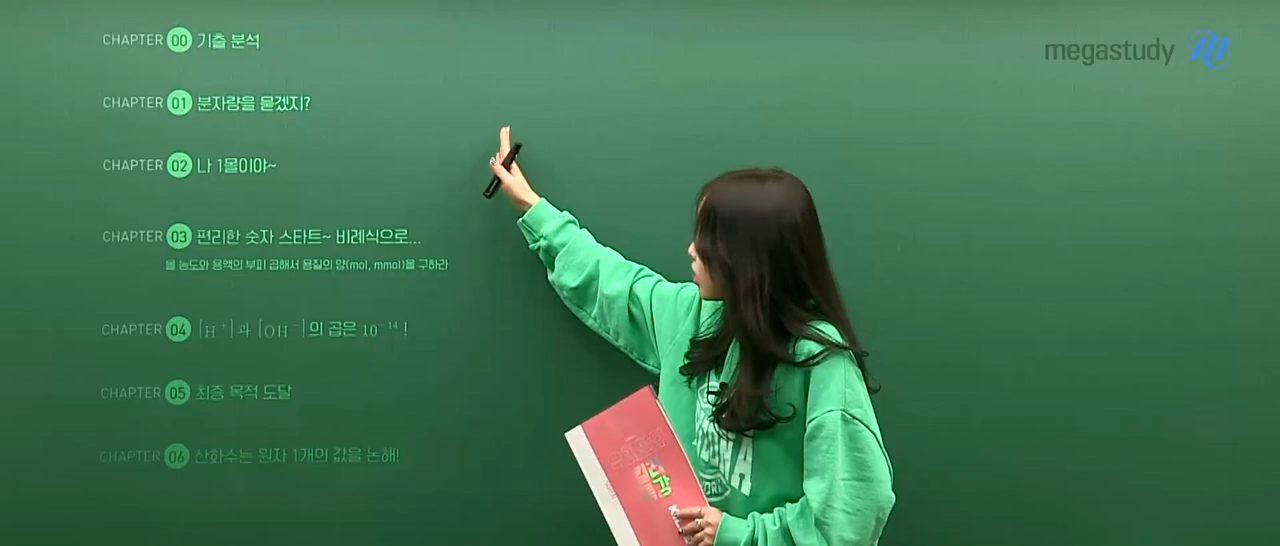 CHAPTER 00 기출 분석
megastudy M
CHAPTER 01 분자량을 묻겠지?
CHAPTER 02 나 1몰이야~
CHAPTER 03 편리한 숫자 스타트~ 비례식으로...
몰 농도와 용액의 부피 곱해서 용질의 양(mol, mmol)을 구하라
CHAPTER 04 [H⁺]과 [OH⁻]의 곱은 10⁻¹⁴!
CHAPTER 05 최종 목적 도달
CHAPTER 06 산화수는 원자 1개의 값을 논해!